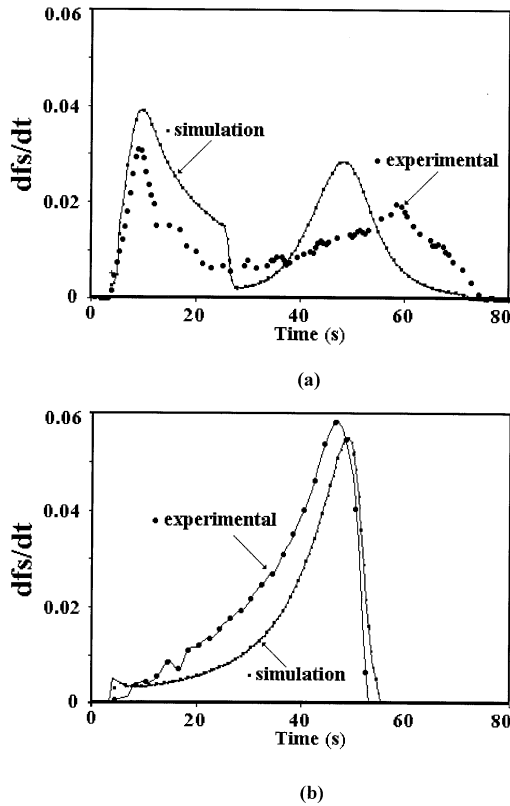 0.06
0.04
0.02
0
dfs/dt
simulation
experimental
0 20 40 60 80
Time (s)
(a)
0.06
0.04
0.02
0
dfs/dt
experimental
simulation
0 20 40 60 80
Time (s)
(b)